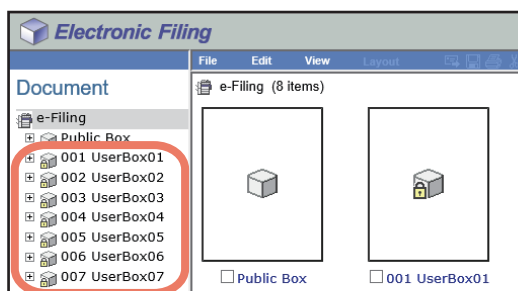 Electronic Filing
File Edit View Layout
Document
e-Filing (8 items)
e-Filing
Public Box
001 UserBox01
002 UserBox02
003 UserBox03
004 UserBox04
005 UserBox05
006 UserBox06
007 UserBox07
Public Box
001 UserBox01